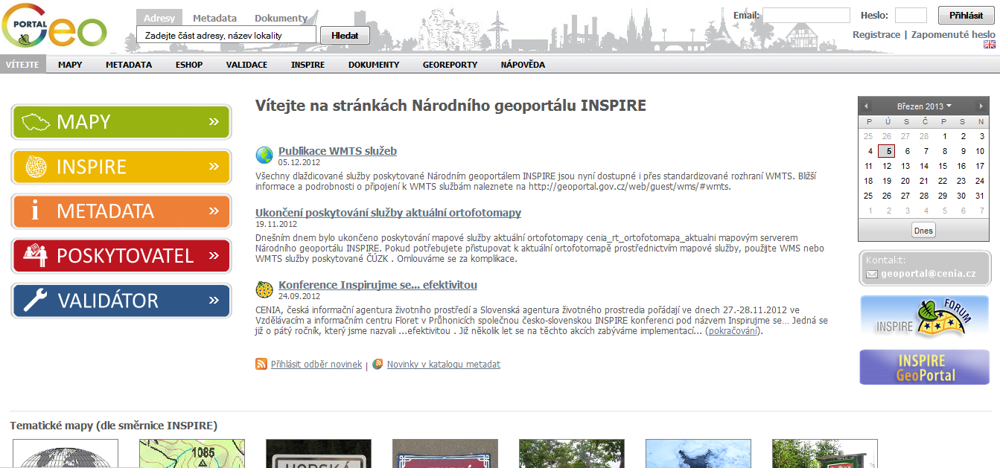 PORTAL
Geo
Adresy Metadata Dokumenty
Zadejte část adresy, název lokality Hledat
Email: Heslo: Přihlásit
Registrace | Zapomenuté heslo
VÍTEJTE MAPY METADATA ESHOP VALIDACE INSPIRE DOKUMENTY GEOREPORTY NÁPOVĚDA
MAPY »
INSPIRE »
METADATA »
POSKYTOVATEL »
VALIDÁTOR »
Vítejte na stránkách Národního geoportálu INSPIRE
Publikace WMTS služeb
05.12.2012
Všechny dlaždicované služby poskytované Národním geoportálem INSPIRE jsou nyní dostupné i přes standardizované rozhraní WMTS. Bližší
informace a podrobnosti o připojení k WMTS službám naleznete na http://geoportal.gov.cz/web/guest/wms/#wmts.
Ukončení poskytování služby aktuální ortofotomapy
19.11.2012
Dnešním dnem bylo ukončeno poskytování mapové služby aktuální ortofotomapy cenia_rt_ortofotomapa_aktualni mapovým serverem
Národního geoportálu INSPIRE. Pokud potřebujete přistupovat k aktuální ortofotomapě prostřednictvím mapové služby, použijte WMS nebo
WMTS služby poskytované ČÚZK . Omlouváme se za komplikace.
Konference Inspirujme se... efektivitou
24.09.2012
CENIA, česká informační agentura životního prostředí a Slovenská agentura životného prostredia pořádají ve dnech 27.-28.11.2012 ve
Vzdělávacím a informačním centru Floret v Průhonicích společnou česko-slovenskou INSPIRE konferenci pod názvem Inspirujme se... Jedná se
již o pátý ročník, který jsme nazvali ...efektivitou . Již několik let se na těchto akcích zabýváme implementací... (pokračování).
Přihlásit odběr novinek | Novinky v katalogu metadat
Březen 2013
P Ú S Č P S N
25 26 27 28 1 2 3
4 5 6 7 8 9 10
11 12 13 14 15 16 17
18 19 20 21 22 23 24
25 26 27 28 29 30 31
1 2 3 4 5 6 7
Dnes
Kontakt:
geoportal@cenia.cz
INSPIRE FORUM
INSPIRE
GeoPortal
Tematické mapy (dle směrnice INSPIRE)
1085
HORSKÁ